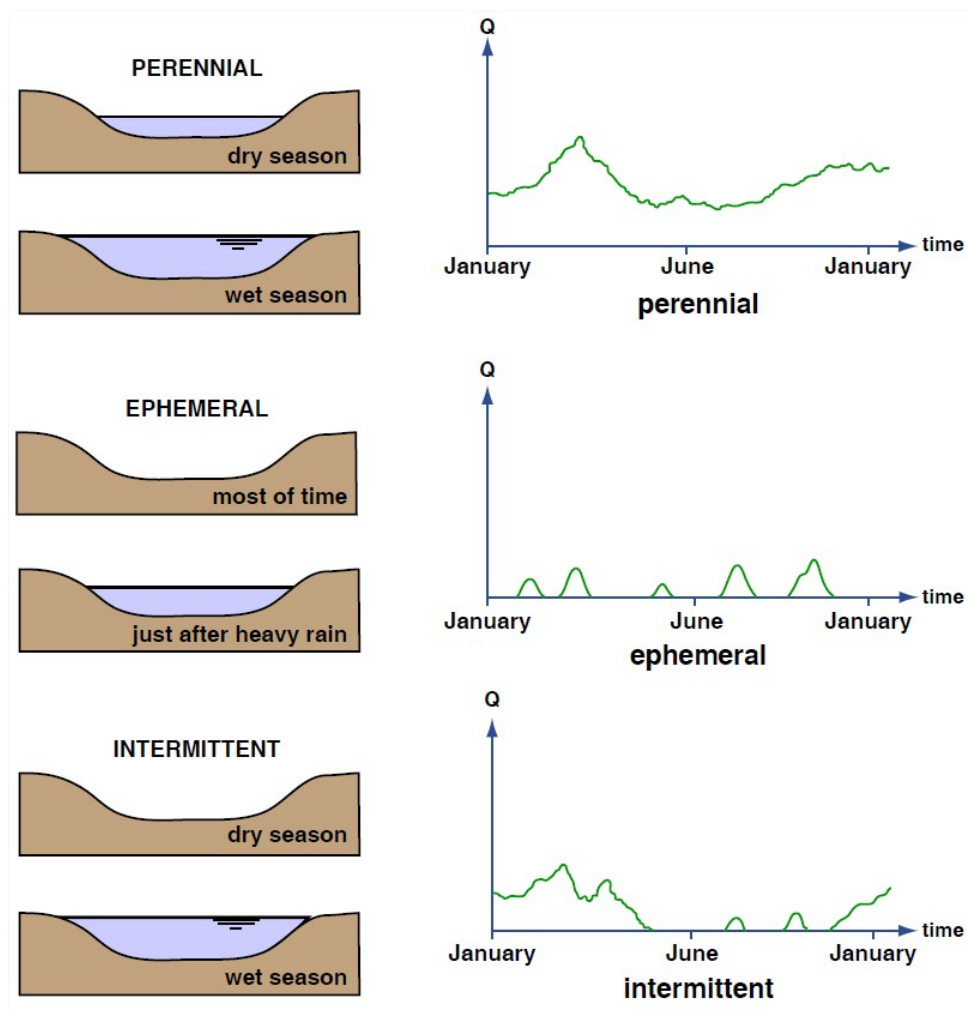 PERENNIAL
dry season
wet season
Q
time
January June January
perennial
EPHEMERAL
most of time
just after heavy rain
Q
time
January June January
ephemeral
INTERMITTENT
dry season
wet season
Q
time
January June January
intermittent